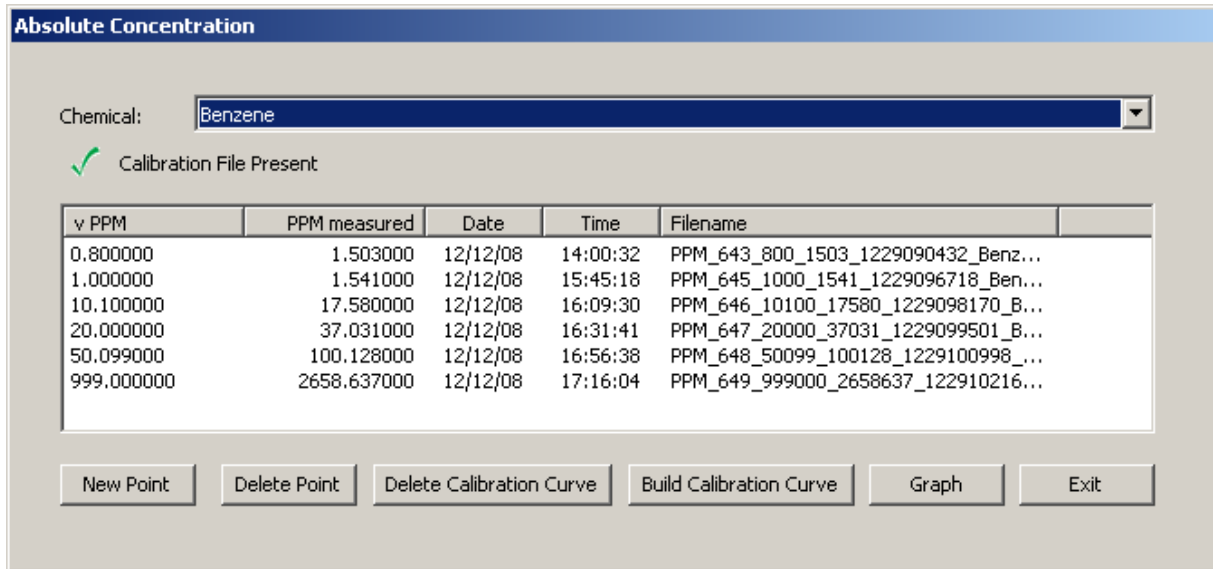 Absolute Concentration
Chemical: Benzene
Calibration File Present
v PPM PPM measured Date Time Filename
0.800000 1.503000 12/12/08 14:00:32 PPM_643_800_1503_1229090432_Benz...
1.000000 1.541000 12/12/08 15:45:18 PPM_645_1000_1541_1229096718_Ben...
10.100000 17.580000 12/12/08 16:09:30 PPM_646_10100_17580_1229098170_B...
20.000000 37.031000 12/12/08 16:31:41 PPM_647_20000_37031_1229099501_B...
50.099000 100.128000 12/12/08 16:56:38 PPM_648_50099_100128_1229100998_...
999.000000 2658.637000 12/12/08 17:16:04 PPM_649_999000_2658637_122910216...
New Point Delete Point Delete Calibration Curve Build Calibration Curve Graph Exit